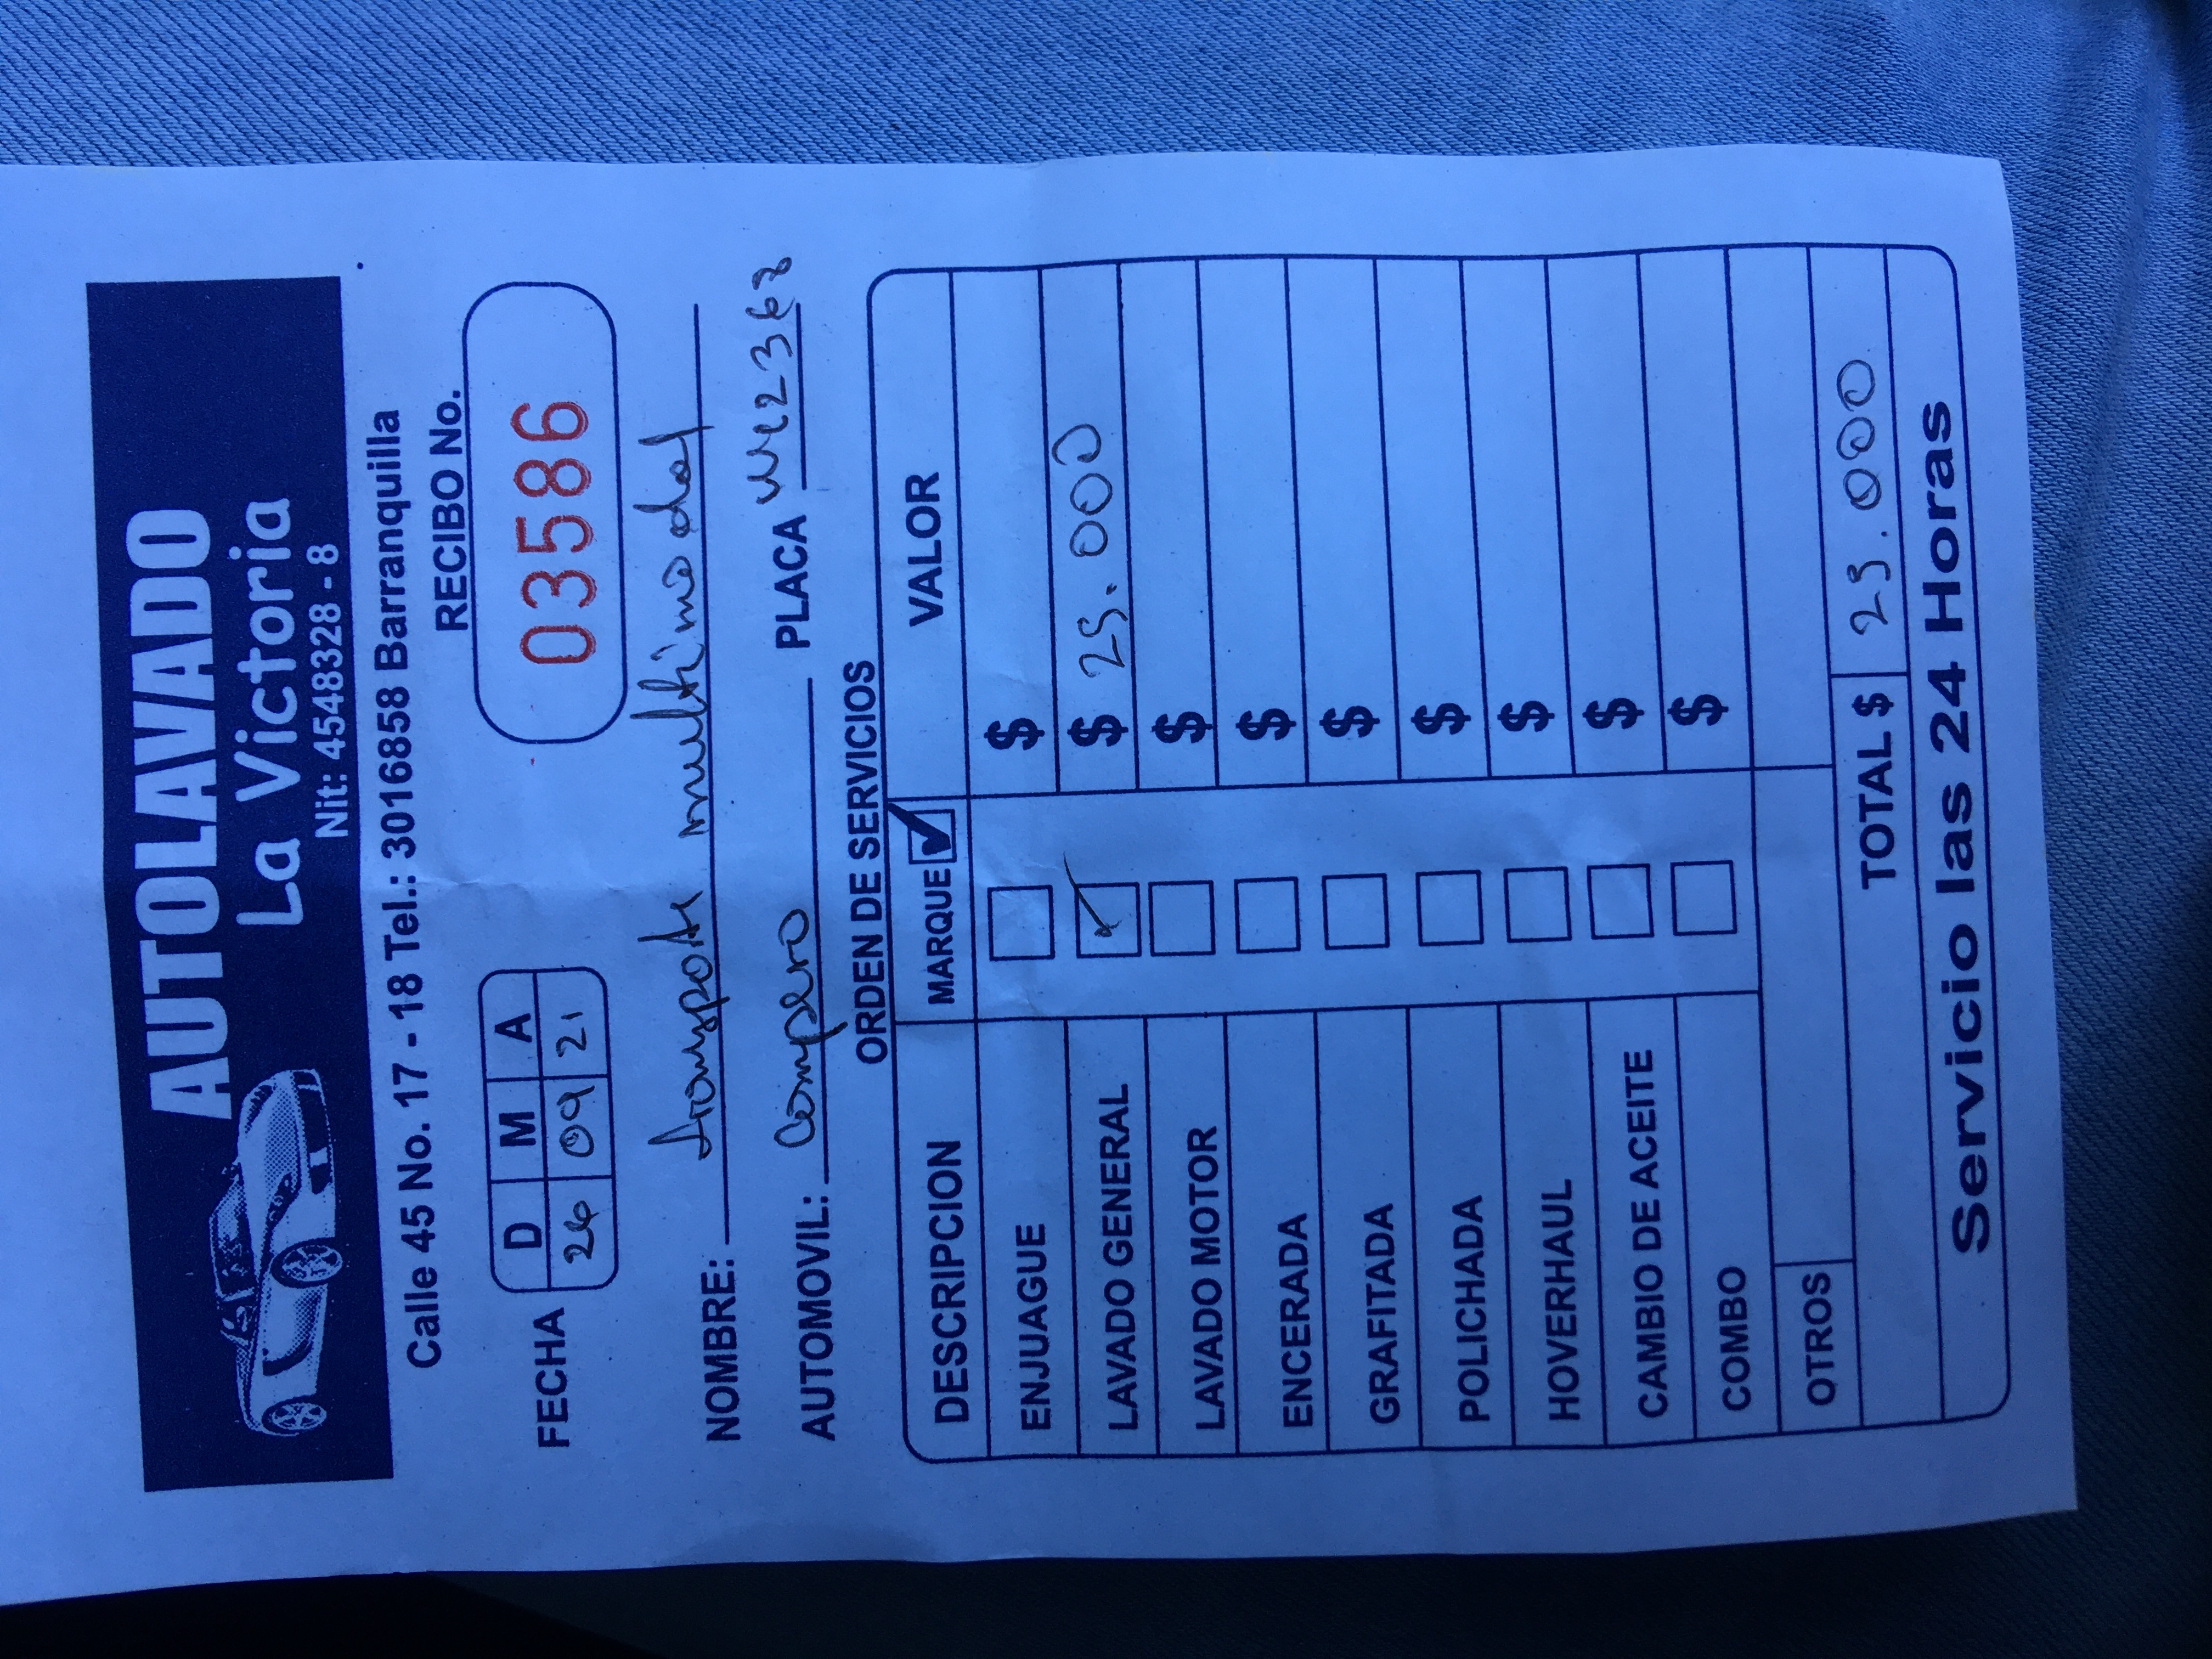 AUTOLAVADO
La Victoria
Nit: 4548328 - 8
Calle 45 No. 17 - 18 Tel.: 3016858 Barranquilla
RECIBO No.
FECHA D M A
26 09 21
03586
NOMBRE: transporte multimodal
AUTOMOVIL: Campero PLACA
ORDEN DE SERVICIOS
DESCRIPCION MARQUE VALOR
ENJUAGUE $
LAVADO GENERAL $ 25.000
LAVADO MOTOR $
ENCERADA $
GRAFITADA $
POLICHADA $
HOVERHAUL $
CAMBIO DE ACEITE $
COMBO $
OTROS
TOTAL $ 25.000
Servicio las 24 Horas